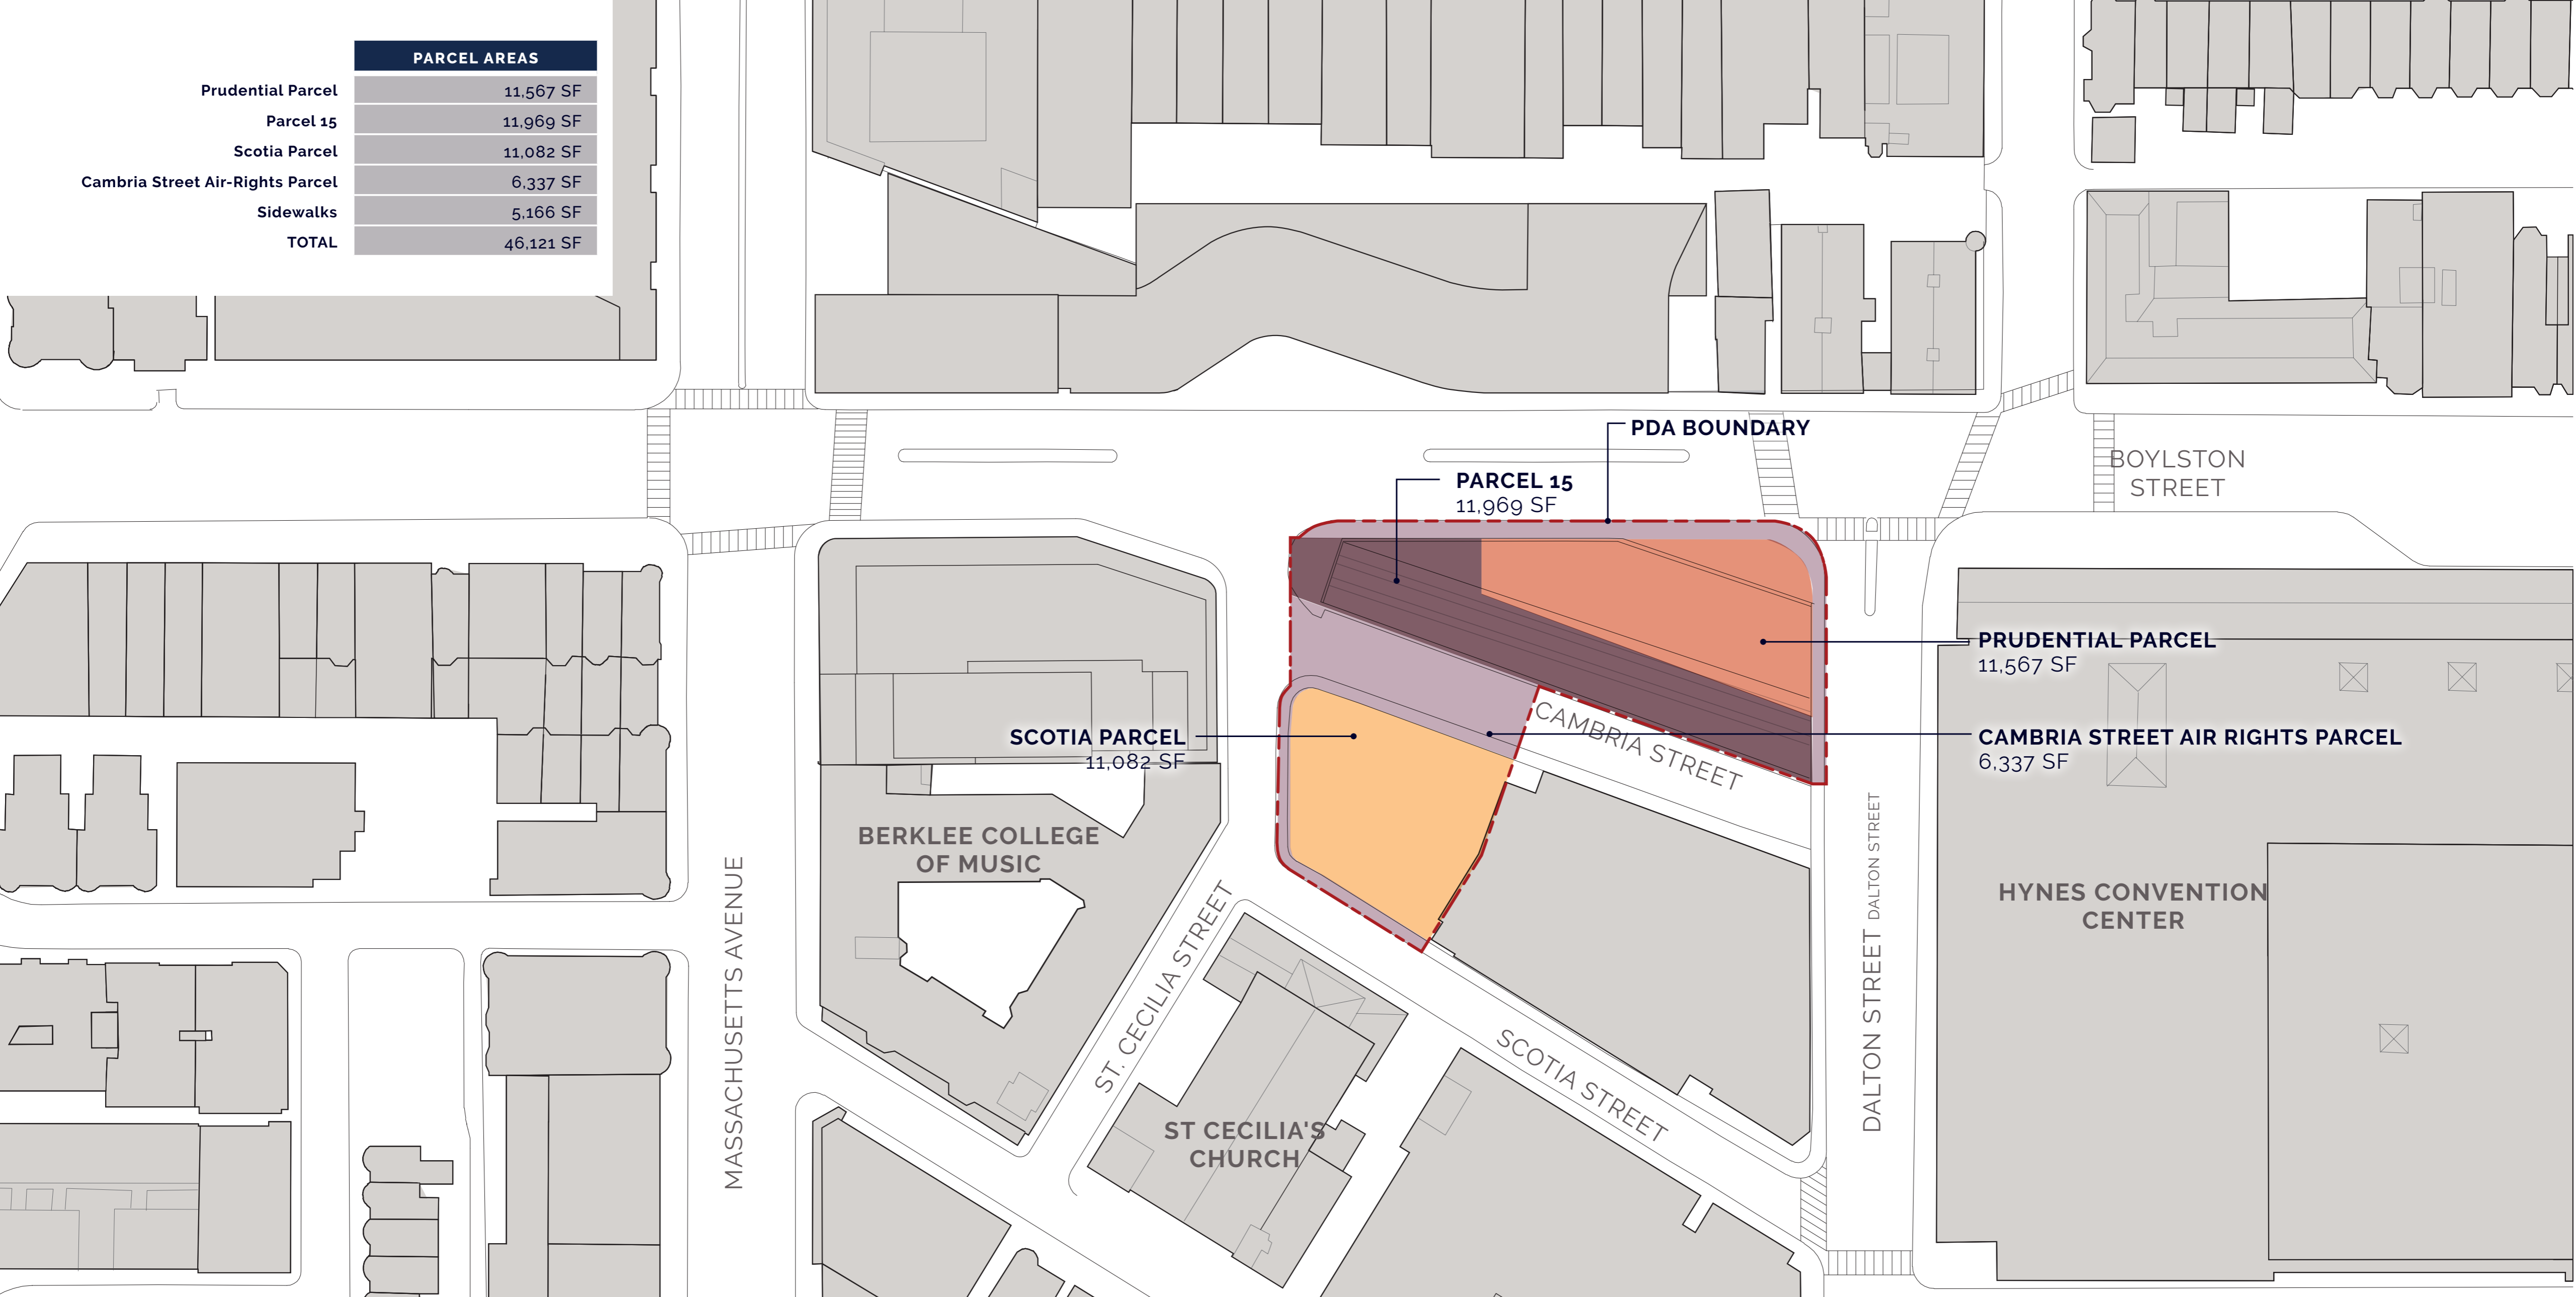 PARCEL AREAS
Prudential Parcel 11,567 SF
Parcel 15 11,969 SF
Scotia Parcel 11,082 SF
Cambria Street Air-Rights Parcel 6,337 SF
Sidewalks 5,166 SF
TOTAL 46,121 SF
PDA BOUNDARY
BOYLSTON
STREET
PARCEL 15
11,969 SF
PRUDENTIAL PARCEL
11,567 SF
SCOTIA PARCEL
11,082 SF
CAMBRIA STREET
CAMBRIA STREET AIR RIGHTS PARCEL
6,337 SF
BERKLEE COLLEGE
OF MUSIC
MASSACHUSETTS AVENUE
ST. CECILIA STREET
DALTON STREET
DALTON STREET
HYNES CONVENTION
CENTER
SCOTIA STREET
ST CECILIA'S
CHURCH